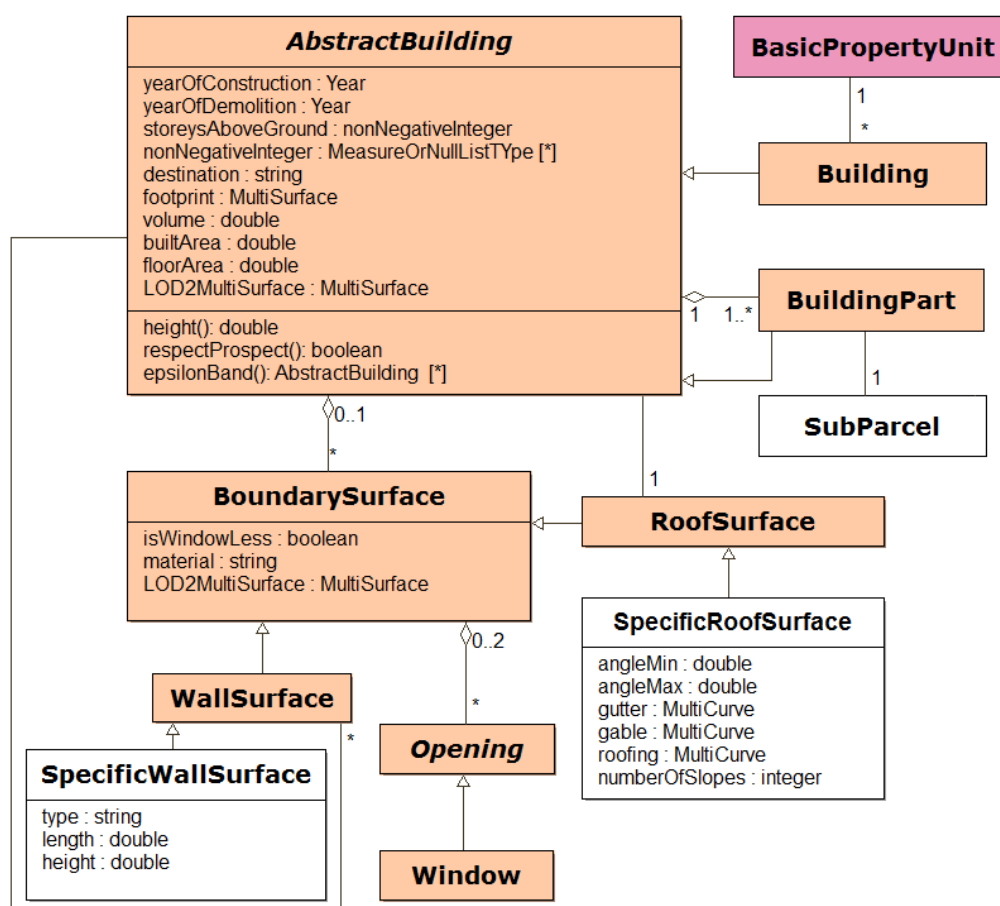 AbstractBuilding
yearOfConstruction : Year
yearOfDemolition : Year
storeysAboveGround : nonNegativeInteger
nonNegativeInteger : MeasureOrNullListTYpe [*]
destination : string
footprint : MultiSurface
volume : double
builtArea : double
floorArea : double
LOD2MultiSurface : MultiSurface
height(): double
respectProspect(): boolean
epsilonBand(): AbstractBuilding [*]
BasicPropertyUnit
1
*
Building
1
1..*
BuildingPart
1
SubParcel
0..1
*
1
BoundarySurface
isWindowLess : boolean
material : string
LOD2MultiSurface : MultiSurface
RoofSurface
SpecificRoofSurface
angleMin : double
angleMax : double
gutter : MultiCurve
gable : MultiCurve
roofing : MultiCurve
numberOfSlopes : integer
0..2
*
WallSurface
*
SpecificWallSurface
type : string
length : double
height : double
Opening
Window